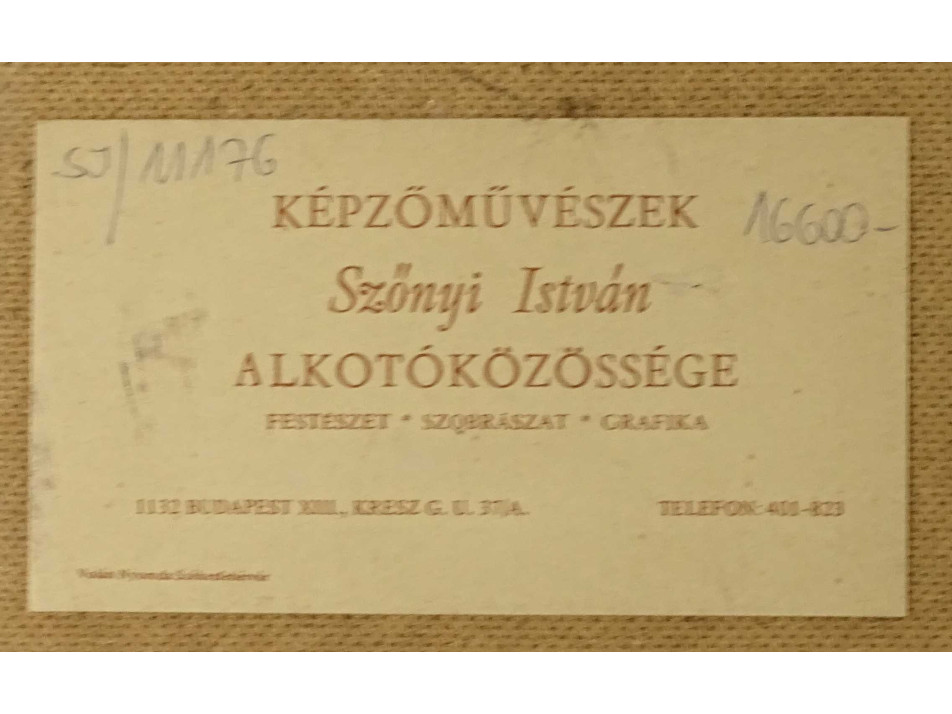 SJ/11176
KÉPZŐMŰVÉSZEK
16600-
Szőnyi István
ALKOTÓKÖZÖSSÉGE
FESTÉSZET * SZOBRÁSZAT * GRAFIKA
1132 BUDAPEST XIII., KRESZ G. U. 37/A.
TELEFON: 401-823